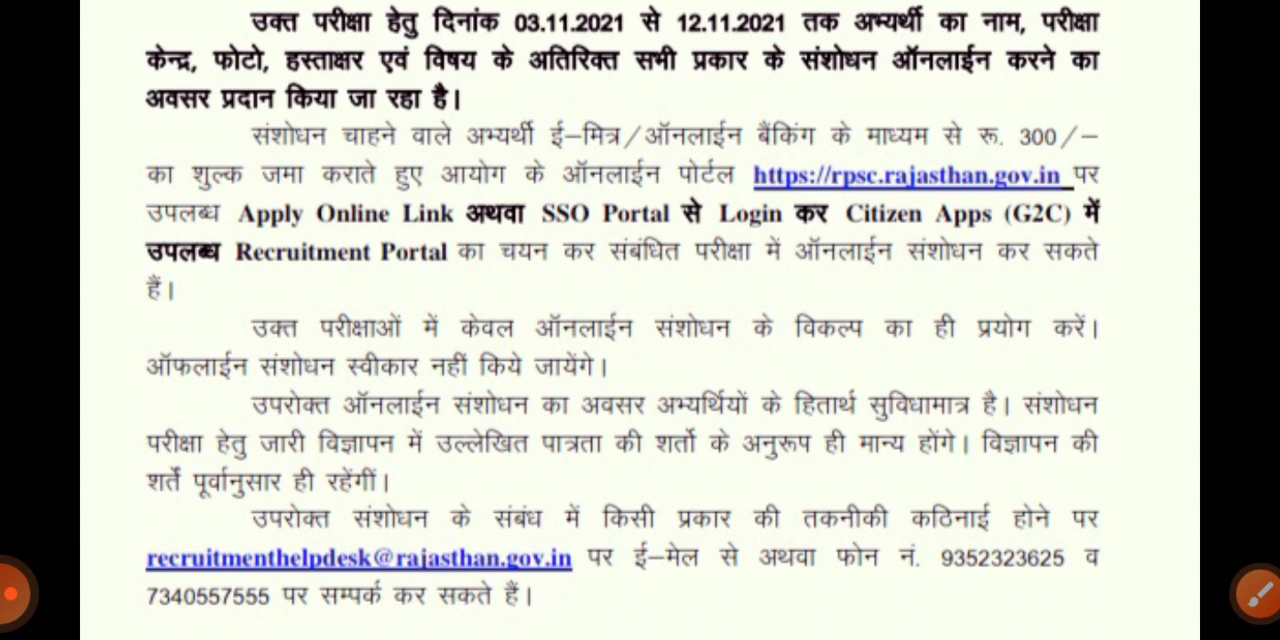 उक्त परीक्षा हेतु दिनांक 03.11.2021 से 12.11.2021 तक अभ्यर्थी का नाम, परीक्षा
केन्द्र, फोटो, हस्ताक्षर एवं विषय के अतिरिक्त सभी प्रकार के संशोधन ऑनलाईन करने का
अवसर प्रदान किया जा रहा है।
संशोधन चाहने वाले अभ्यर्थी ई–मित्र/ऑनलाईन बैंकिंग के माध्यम से रू. 300/–
का शुल्क जमा कराते हुए आयोग के ऑनलाईन पोर्टल https://rpsc.rajasthan.gov.in पर
उपलब्ध Apply Online Link अथवा SSO Portal से Login कर Citizen Apps (G2C) में
उपलब्ध Recruitment Portal का चयन कर संबंधित परीक्षा में ऑनलाईन संशोधन कर सकते
हैं।
उक्त परीक्षाओं में केवल ऑनलाईन संशोधन के विकल्प का ही प्रयोग करें।
ऑफलाईन संशोधन स्वीकार नहीं किये जायेंगे।
उपरोक्त ऑनलाईन संशोधन का अवसर अभ्यर्थियों के हितार्थ सुविधामात्र है। संशोधन
परीक्षा हेतु जारी विज्ञापन में उल्लेखित पात्रता की शर्तो के अनुरूप ही मान्य होंगे। विज्ञापन की
शर्तें पूर्वानुसार ही रहेंगीं।
उपरोक्त संशोधन के संबंध में किसी प्रकार की तकनीकी कठिनाई होने पर
recruitmenthelpdesk@rajasthan.gov.in पर ई–मेल से अथवा फोन नं. 9352323625 व
7340557555 पर सम्पर्क कर सकते हैं।